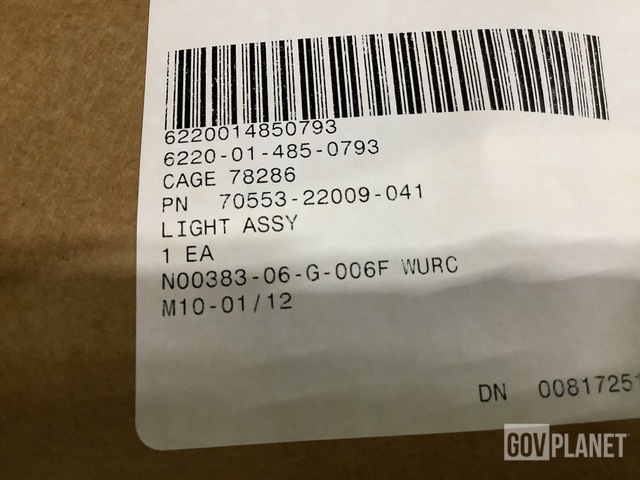 6220014850793
6220-01-485-0793
CAGE 78286
PN 70553-22009-041
LIGHT ASSY
1 EA
N00383-06-G-006F WURC
M10-01/12
DN 00817251
GOVPLANET